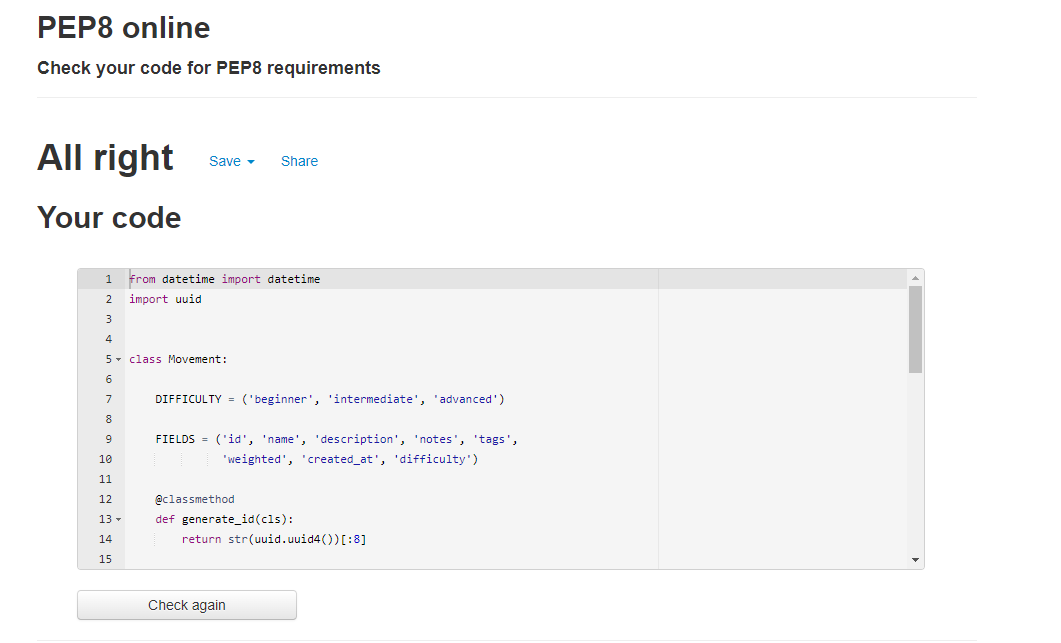 PEP8 online
Check your code for PEP8 requirements
All right Save Share
Your code
1 from datetime import datetime
2 import uuid
3
4
5 class Movement:
6
7 DIFFICULTY = ('beginner', 'intermediate', 'advanced')
8
9 FIELDS = ('id', 'name', 'description', 'notes', 'tags',
10 'weighted', 'created_at', 'difficulty')
11
12 @classmethod
13 def generate_id(cls):
14 return str(uuid.uuid4())[:8]
15
Check again